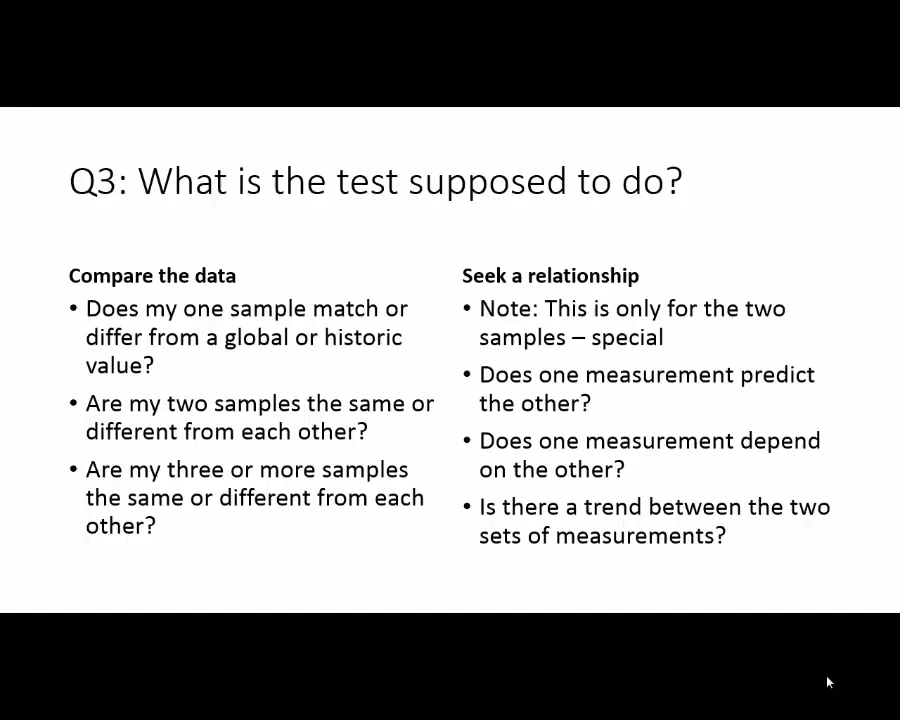 Q3: What is the test supposed to do?
Compare the data
• Does my one sample match or
differ from a global or historic
value?
• Are my two samples the same or
different from each other?
• Are my three or more samples
the same or different from each
other?
Seek a relationship
• Note: This is only for the two
samples – special
• Does one measurement predict
the other?
• Does one measurement depend
on the other?
• Is there a trend between the two
sets of measurements?